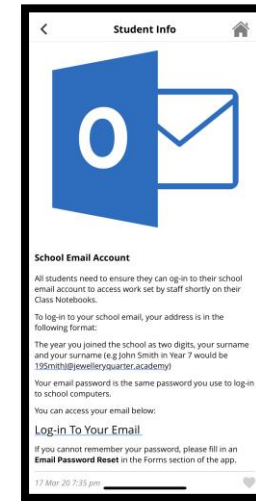 Student Info
O
School Email Account
All students need to ensure they can og-in to their school
email account to access work set by staff shortly on their
Class Notebooks.
To log-in to your school email, your address is in the
following format:
The year you joined the school as two digits, your surname
and your surname (e.g John Smith in Year 7 would be
19SmithJ@jewelleryquarter.academy)
Your email password is the same password you use to log-in
to school computers.
You can access your email below:
Log-in To Your Email
If you cannot remember your password, please fill in an
Email Password Reset in the Forms section of the app.
17 Mar 20 7:35 pm